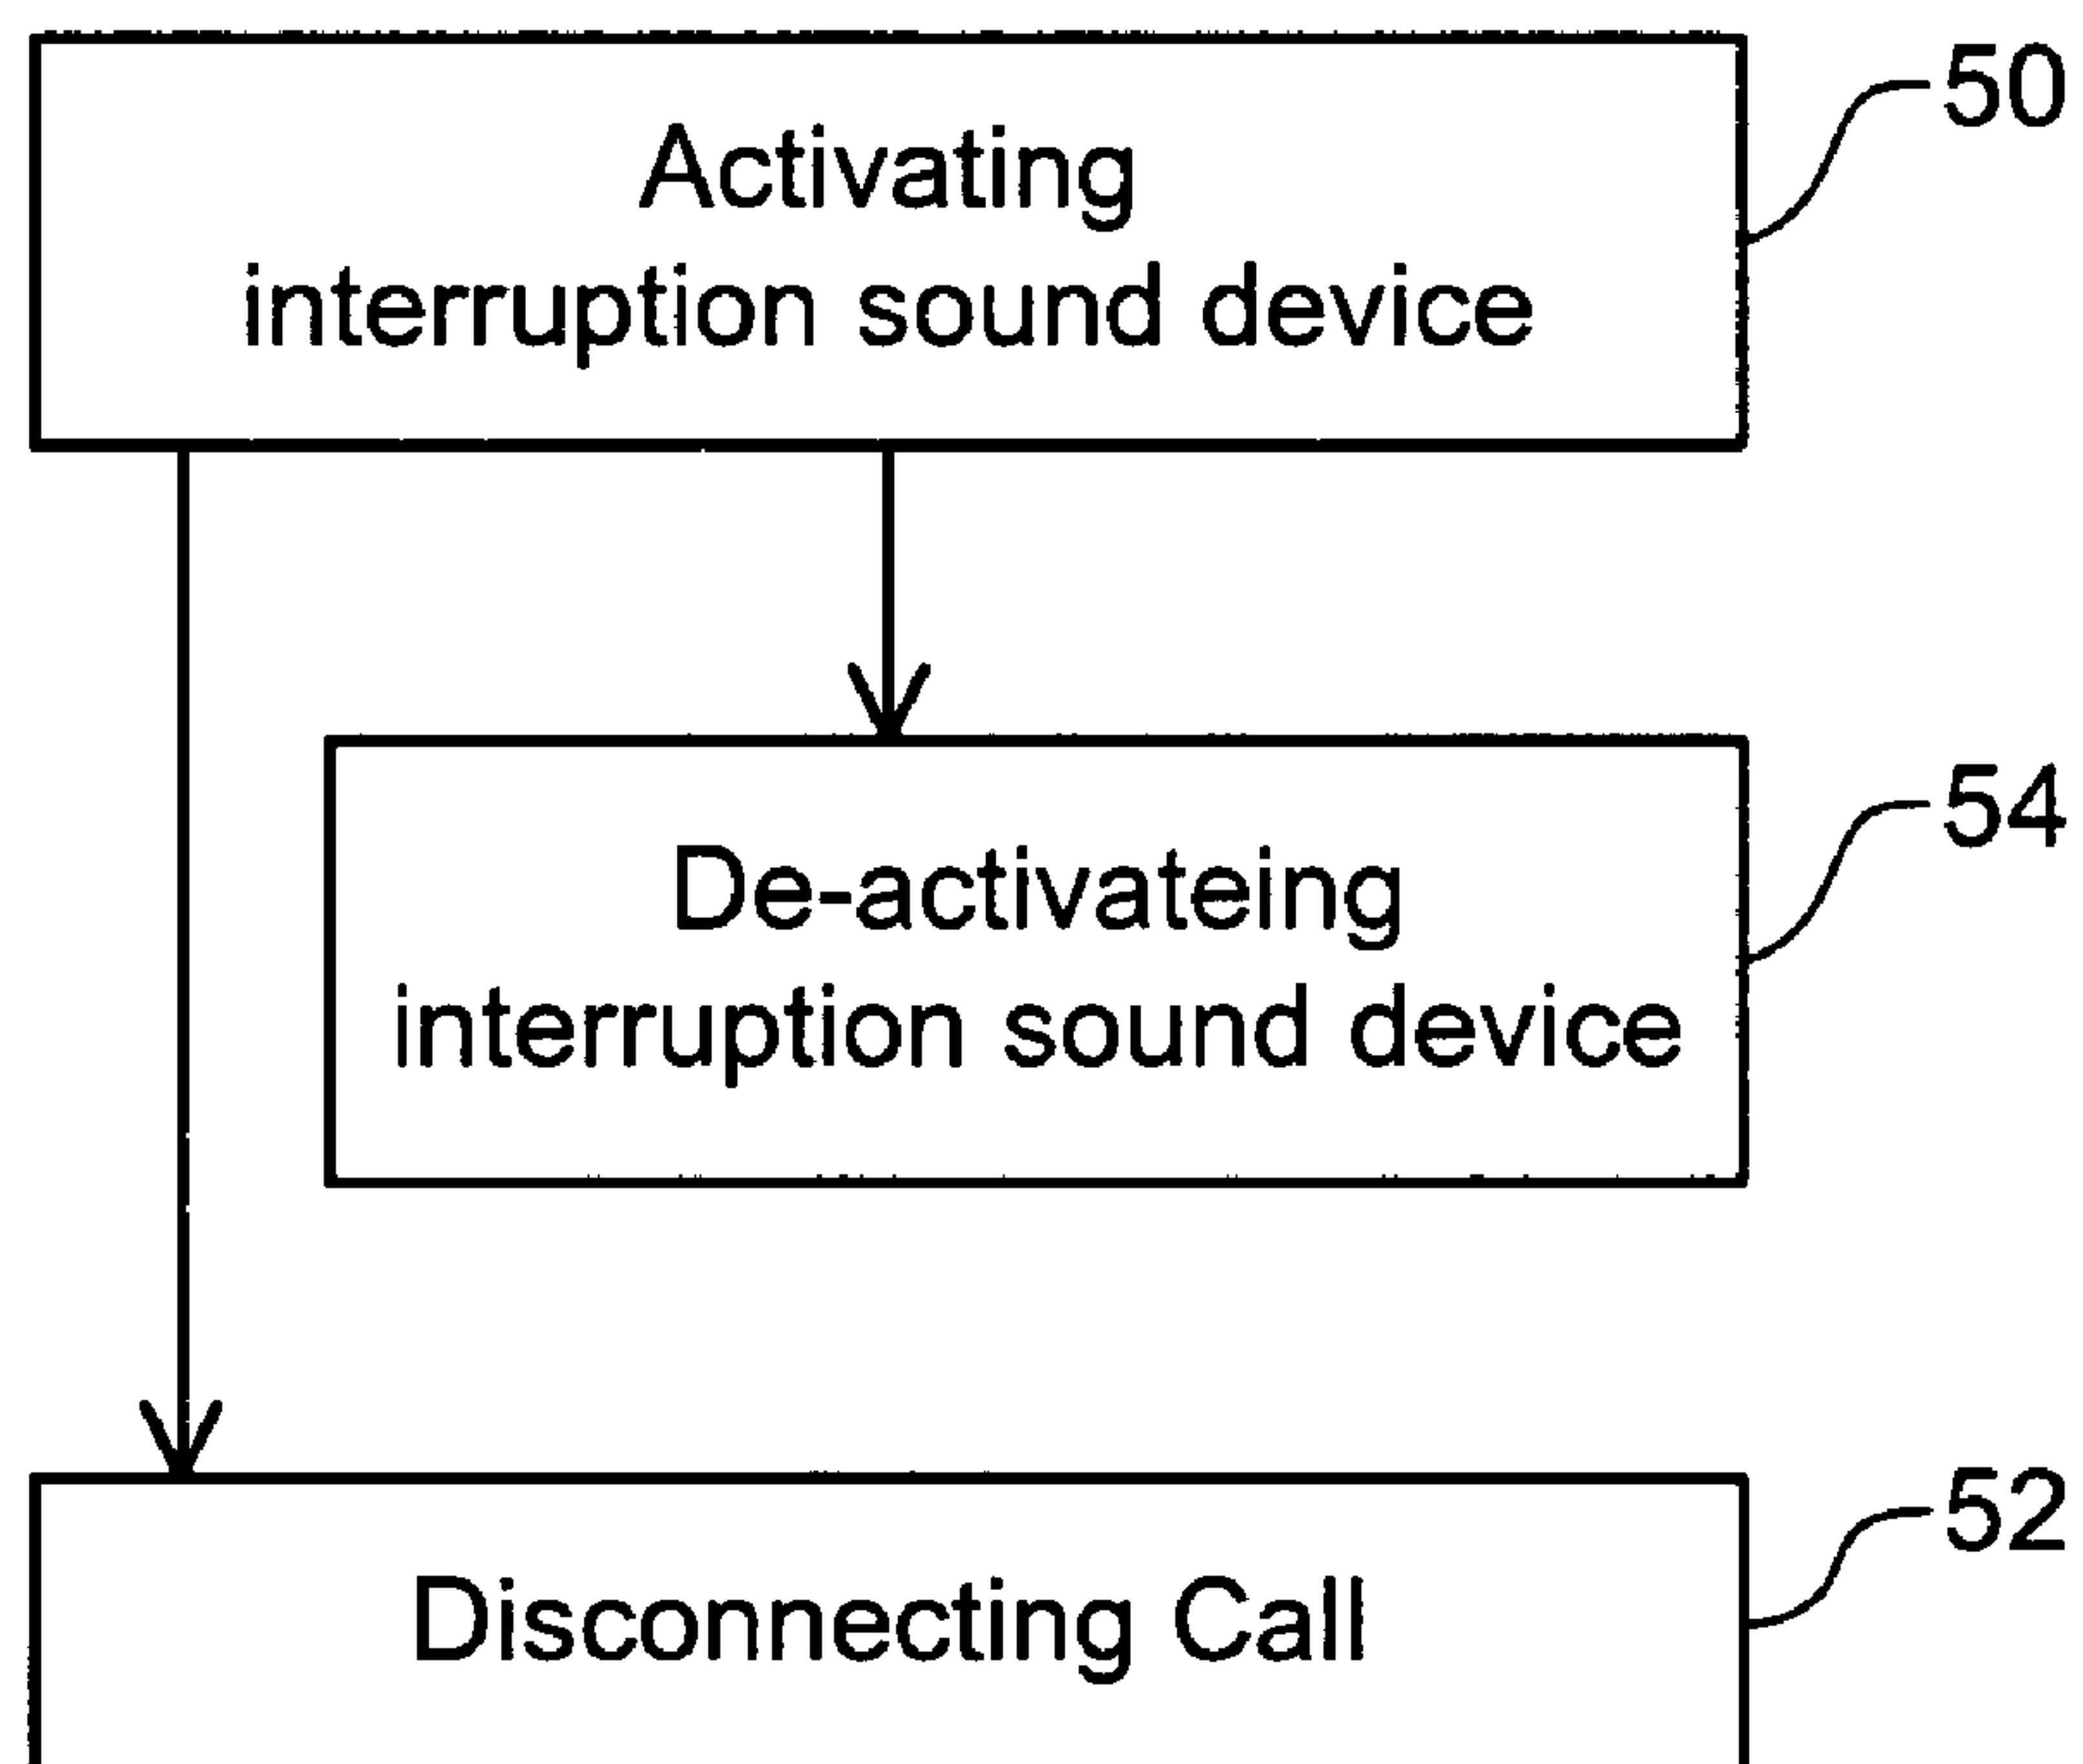 50
Activating
interruption sound device
54
De-activateing
interruption sound device
52
Disconnecting Call